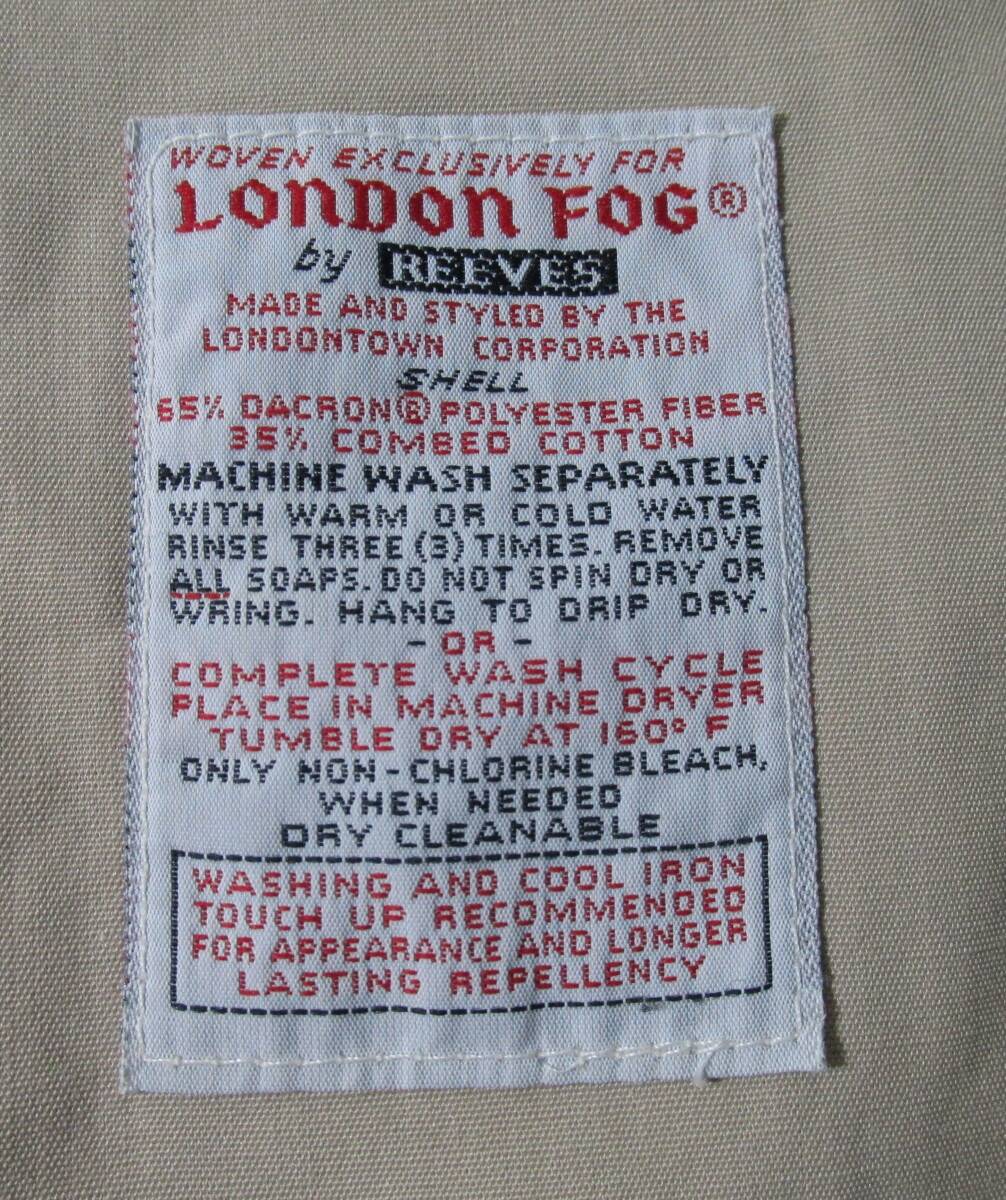 WOVEN EXCLUSIVELY FOR
LONDON FOG®
by REEVES
MADE AND STYLED BY THE
LONDONTOWN CORPORATION
SHELL
65% DACRON® POLYESTER FIBER
35% COMBED COTTON
MACHINE WASH SEPARATELY
WITH WARM OR COLD WATER
RINSE THREE (3) TIMES. REMOVE
ALL SOAPS. DO NOT SPIN DRY OR
WRING. HANG TO DRIP DRY.
- OR -
COMPLETE WASH CYCLE
PLACE IN MACHINE DRYER
TUMBLE DRY AT 160° F
ONLY NON-CHLORINE BLEACH,
WHEN NEEDED
DRY CLEANABLE
WASHING AND COOL IRON
TOUCH UP RECOMMENDED
FOR APPEARANCE AND LONGER
LASTING REPELLENCY